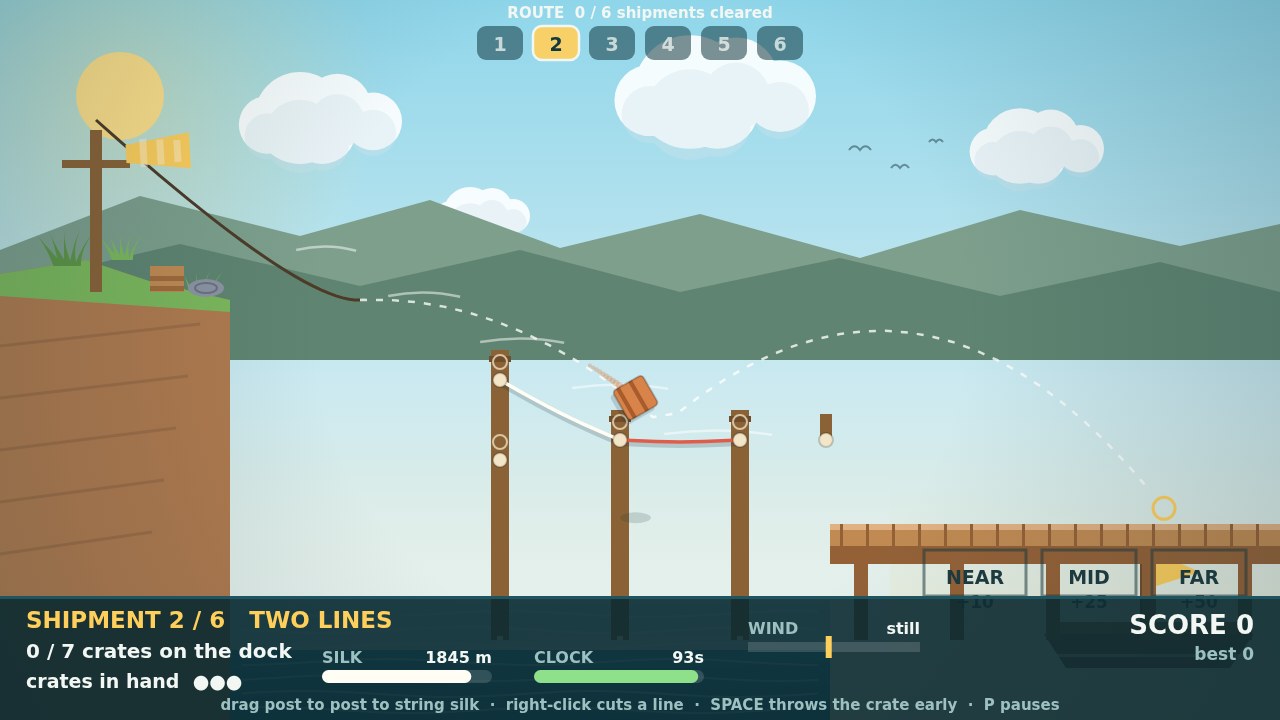 ROUTE 0 / 6 shipments cleared
1 2 3 4 5 6
NEAR MID FAR
+10 +25 +50
SHIPMENT 2 / 6 TWO LINES
0 / 7 crates on the dock
crates in hand
SILK 1845 m
CLOCK 93s
WIND still
SCORE 0
best 0
drag post to post to string silk · right-click cuts a line · SPACE throws the crate early · P pauses